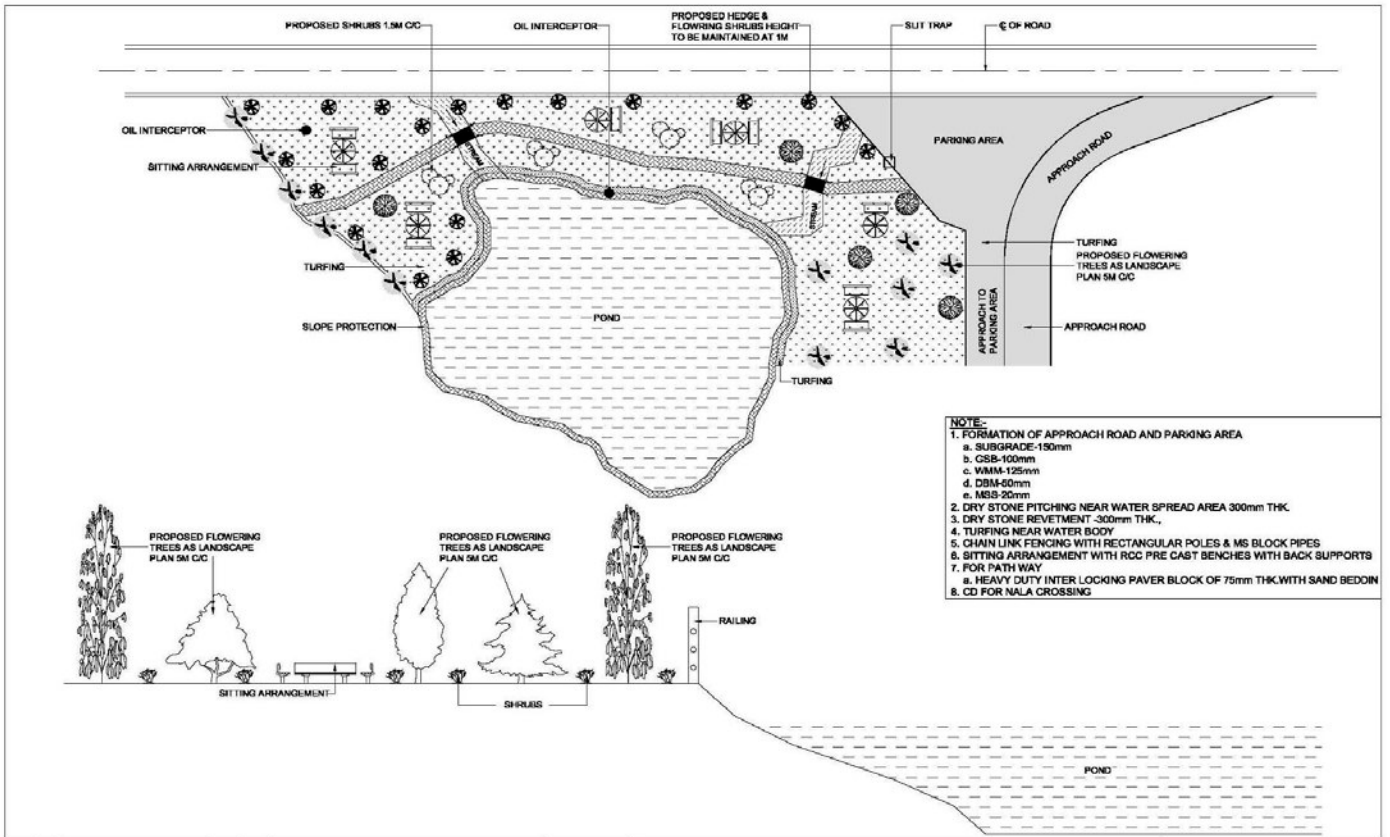 PROPOSED SHRUBS 1.5M C/C
OIL INTERCEPTOR
PROPOSED HEDGE &
FLOWRING SHRUBS HEIGHT
TO BE MAINTAINED AT 1M
SLIT TRAP
℄ OF ROAD
OIL INTERCEPTOR
SITTING ARRANGEMENT
STREAM
STREAM
PARKING AREA
APPROACH ROAD
TURFING
SLOPE PROTECTION
POND
TURFING
PROPOSED FLOWERING
TREES AS LANDSCAPE
PLAN 5M C/C
APPROACH TO
PARKING AREA
APPROACH ROAD
TURFING
NOTE:-
1. FORMATION OF APPROACH ROAD AND PARKING AREA
a. SUBGRADE-150mm
b. GSB-100mm
c. WMM-125mm
d. DBM-50mm
e. MSS-20mm
2. DRY STONE PITCHING NEAR WATER SPREAD AREA 300mm THK.
3. DRY STONE REVETMENT -300mm THK.,
4. TURFING NEAR WATER BODY
5. CHAIN LINK FENCING WITH RECTANGULAR POLES & MS BLOCK PIPES
6. SITTING ARRANGEMENT WITH RCC PRE CAST BENCHES WITH BACK SUPPORTS
7. FOR PATH WAY
a. HEAVY DUTY INTER LOCKING PAVER BLOCK OF 75mm THK.WITH SAND BEDDIN
8. CD FOR NALA CROSSING
PROPOSED FLOWERING
TREES AS LANDSCAPE
PLAN 5M C/C
PROPOSED FLOWERING
TREES AS LANDSCAPE
PLAN 5M C/C
PROPOSED FLOWERING
TREES AS LANDSCAPE
PLAN 5M C/C
RAILING
SITTING ARRANGEMENT
SHRUBS
POND